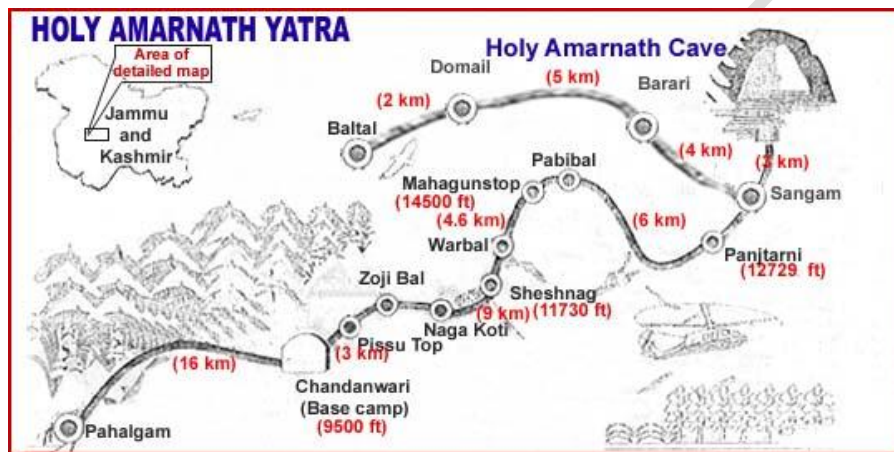 HOLY AMARNATH YATRA
Area of
detailed map
Jammu
and
Kashmir
Holy Amarnath Cave
Domail
(5 km)
Barari
(2 km)
Baltal
(4 km)
(3 km)
Sangam
Pabibal
Mahagunstop
(14500 ft)
(4.6 km)
(6 km)
Warbal
Panjtarni
(12729 ft)
Zoji Bal
Sheshnag
(11730 ft)
(9 km)
Naga Koti
Pissu Top
(3 km)
(16 km)
Chandanwari
(Base camp)
(9500 ft)
Pahalgam